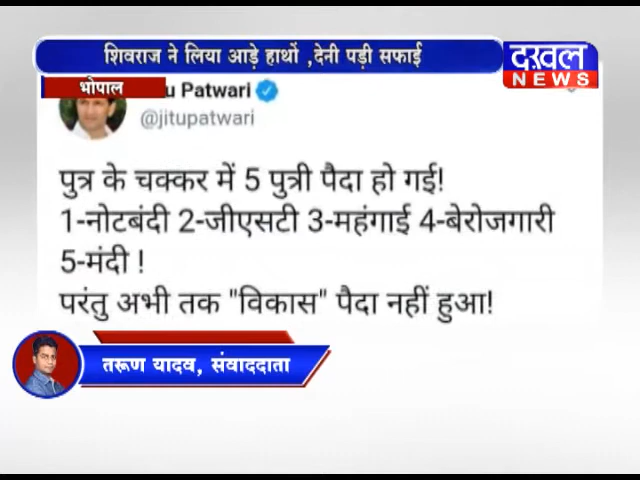 शिवराज ने लिया आड़े हाथों ,देनी पड़ी सफाई
दखल
NEWS
भोपाल
u Patwari
@jitupatwari
पुत्र के चक्कर में 5 पुत्री पैदा हो गई!
1-नोटबंदी 2-जीएसटी 3-महंगाई 4-बेरोजगारी
5-मंदी !
परंतु अभी तक "विकास" पैदा नहीं हुआ!
तरूण यादव, संवाददाता